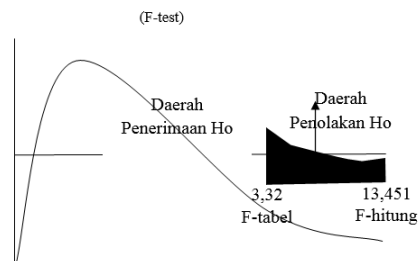 (F-test)
Daerah
Penerimaan Ho
Daerah
Penolakan Ho
3,32
F-tabel
13,451
F-hitung